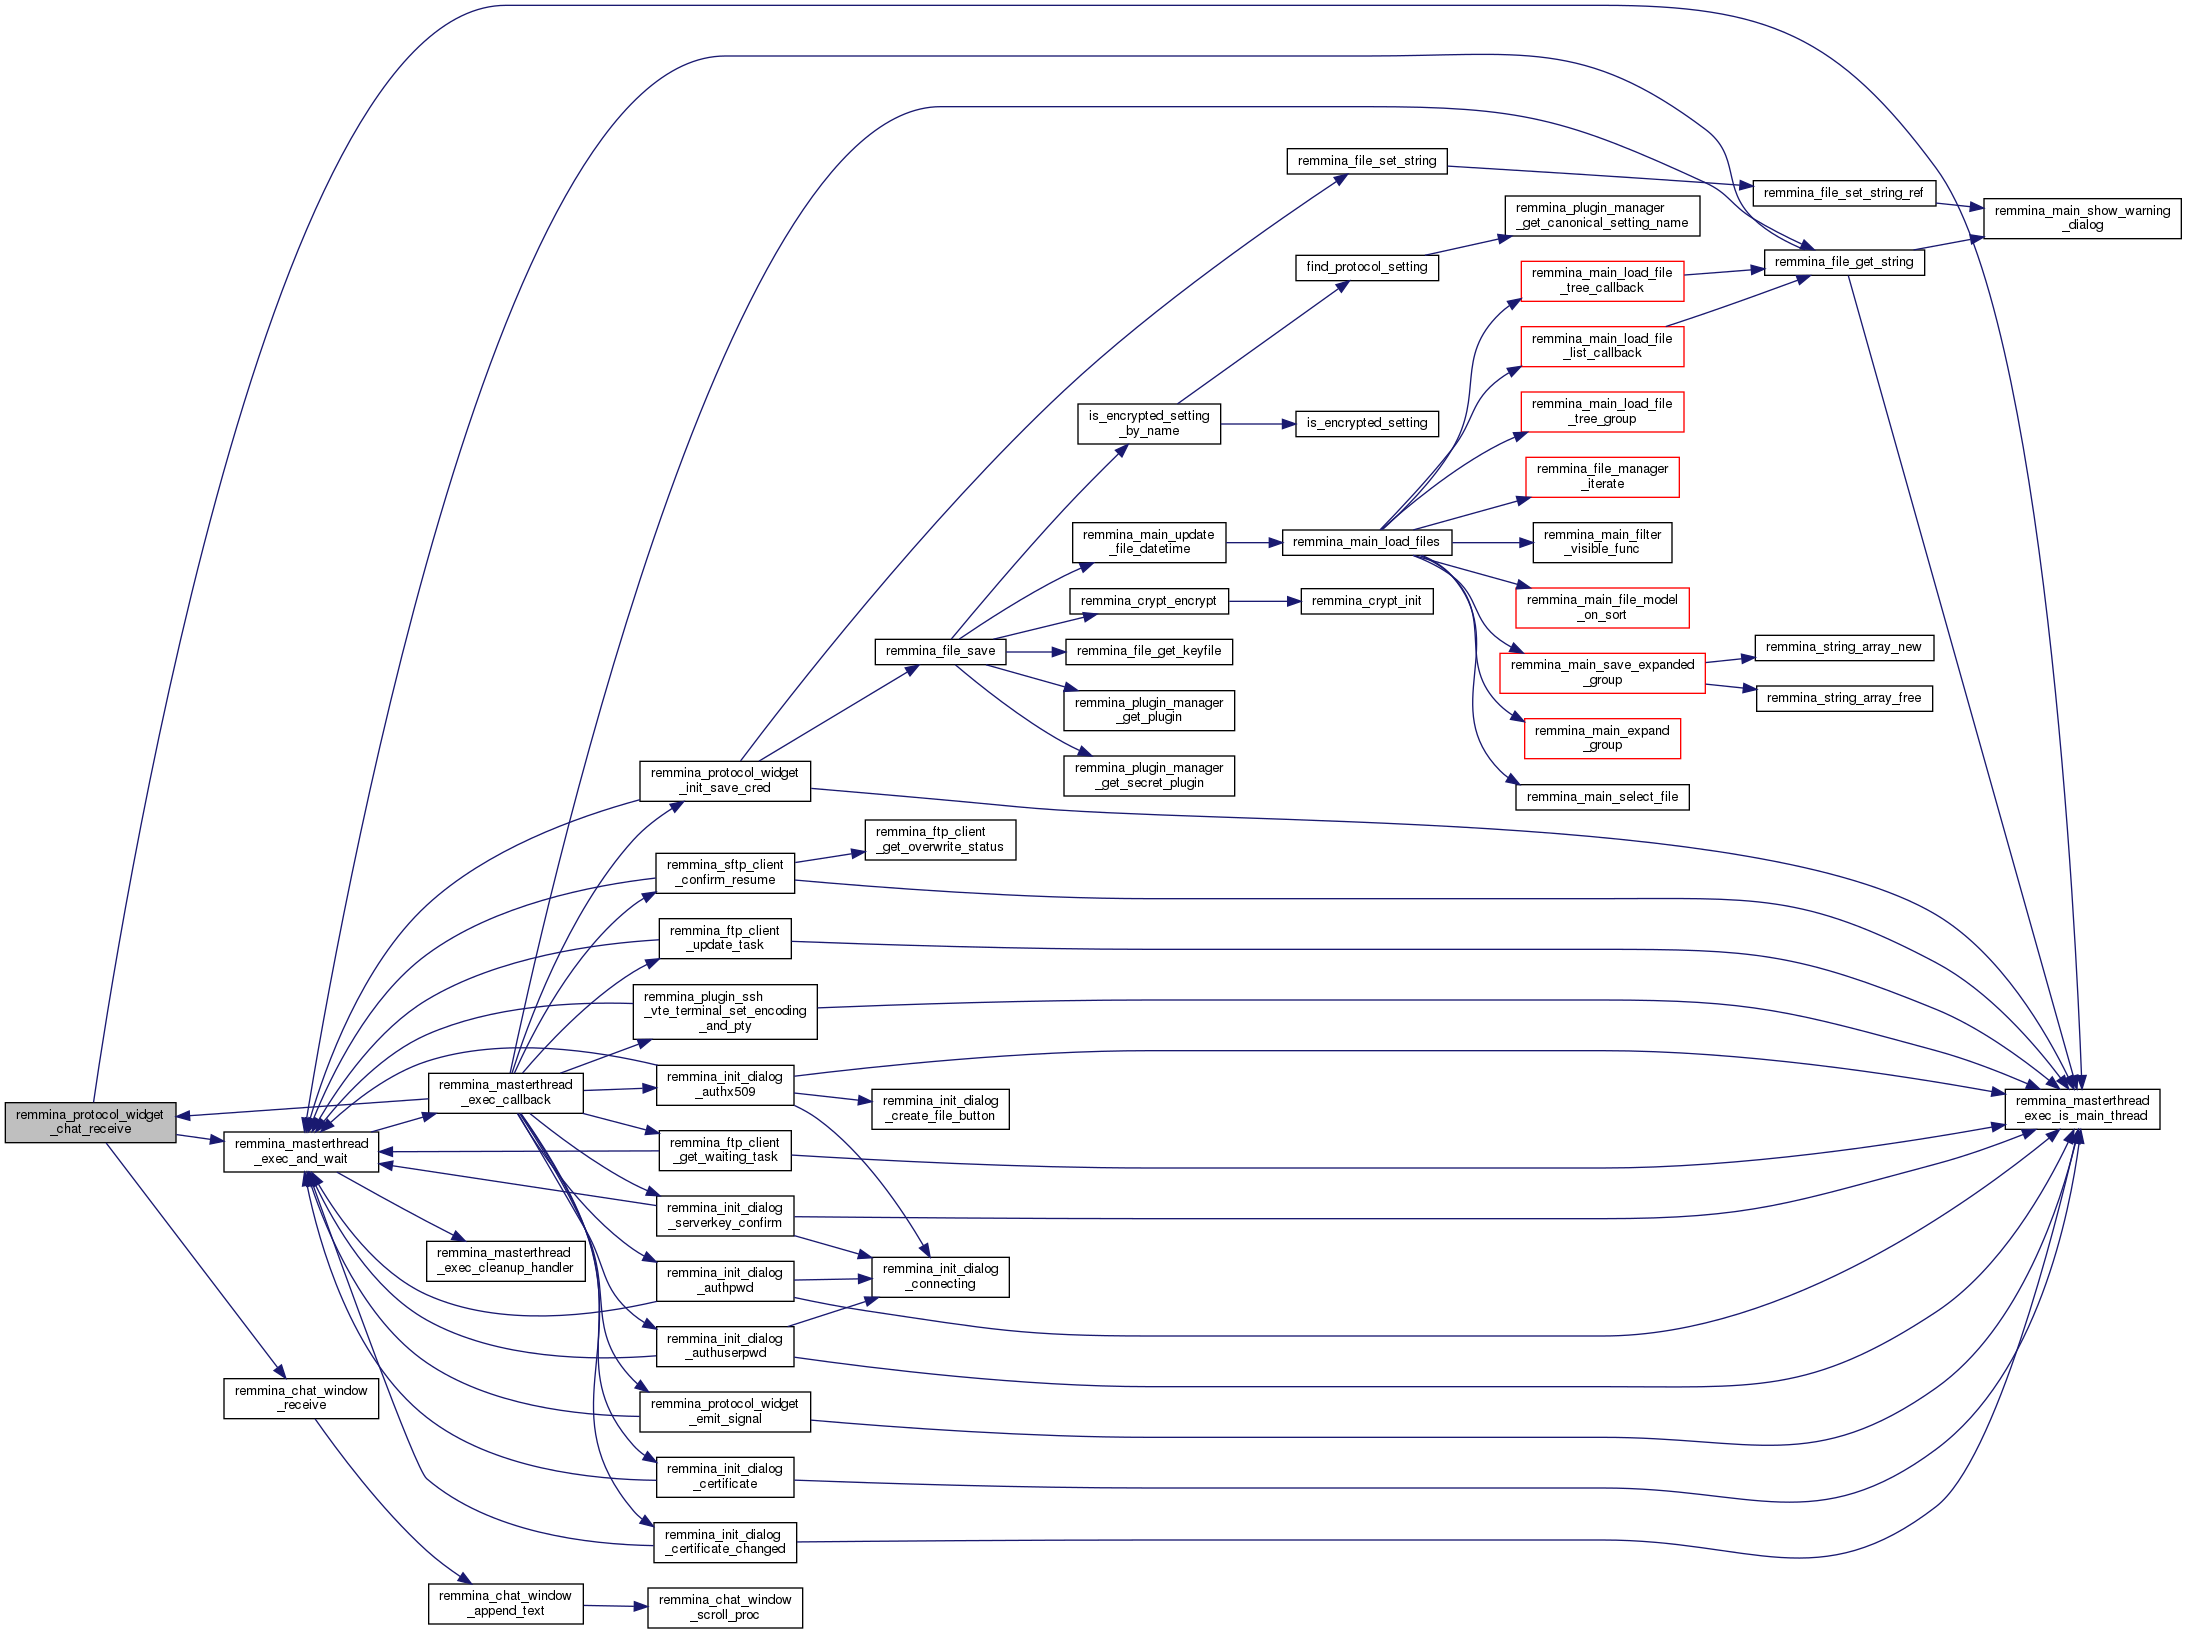 remmina_protocol_widget
_chat_receive
remmina_masterthread
_exec_and_wait
remmina_chat_window
_receive
remmina_masterthread
_exec_callback
remmina_masterthread
_exec_cleanup_handler
remmina_chat_window
_append_text
remmina_protocol_widget
_init_save_cred
remmina_sftp_client
_confirm_resume
remmina_ftp_client
_update_task
remmina_plugin_ssh
_vte_terminal_set_encoding
_and_pty
remmina_init_dialog
_authx509
remmina_ftp_client
_get_waiting_task
remmina_init_dialog
_serverkey_confirm
remmina_init_dialog
_authpwd
remmina_init_dialog
_authuserpwd
remmina_protocol_widget
_emit_signal
remmina_init_dialog
_certificate
remmina_init_dialog
_certificate_changed
remmina_chat_window
_scroll_proc
remmina_file_save
remmina_ftp_client
_get_overwrite_status
remmina_init_dialog
_create_file_button
remmina_init_dialog
_connecting
is_encrypted_setting
_by_name
remmina_main_update
_file_datetime
remmina_crypt_encrypt
remmina_file_get_keyfile
remmina_plugin_manager
_get_plugin
remmina_plugin_manager
_get_secret_plugin
remmina_file_set_string
find_protocol_setting
is_encrypted_setting
remmina_main_load_files
remmina_crypt_init
remmina_plugin_manager
_get_canonical_setting_name
remmina_main_load_file
_tree_callback
remmina_main_load_file
_list_callback
remmina_main_load_file
_tree_group
remmina_file_manager
_iterate
remmina_main_filter
_visible_func
remmina_main_file_model
_on_sort
remmina_main_save_expanded
_group
remmina_main_expand
_group
remmina_main_select_file
remmina_file_set_string_ref
remmina_file_get_string
remmina_string_array_new
remmina_string_array_free
remmina_main_show_warning
_dialog
remmina_masterthread
_exec_is_main_thread